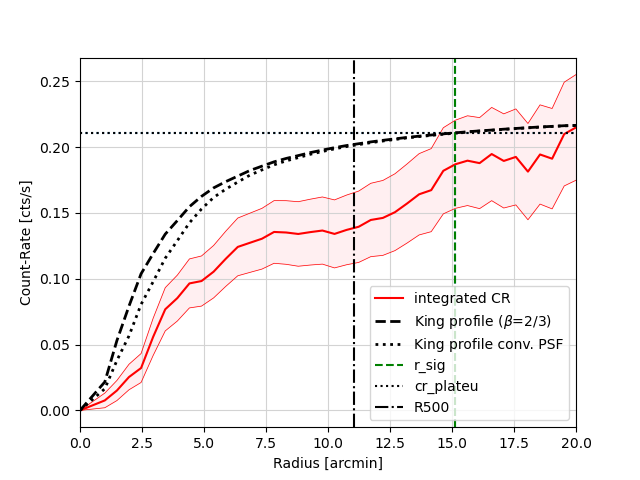 0.25
0.20
0.15
0.10
0.05
0.00
Count-Rate [cts/s]
integrated CR
King profile (β=2/3)
King profile conv. PSF
r_sig
cr_plateu
R500
0.0 2.5 5.0 7.5 10.0 12.5 15.0 17.5 20.0
Radius [arcmin]